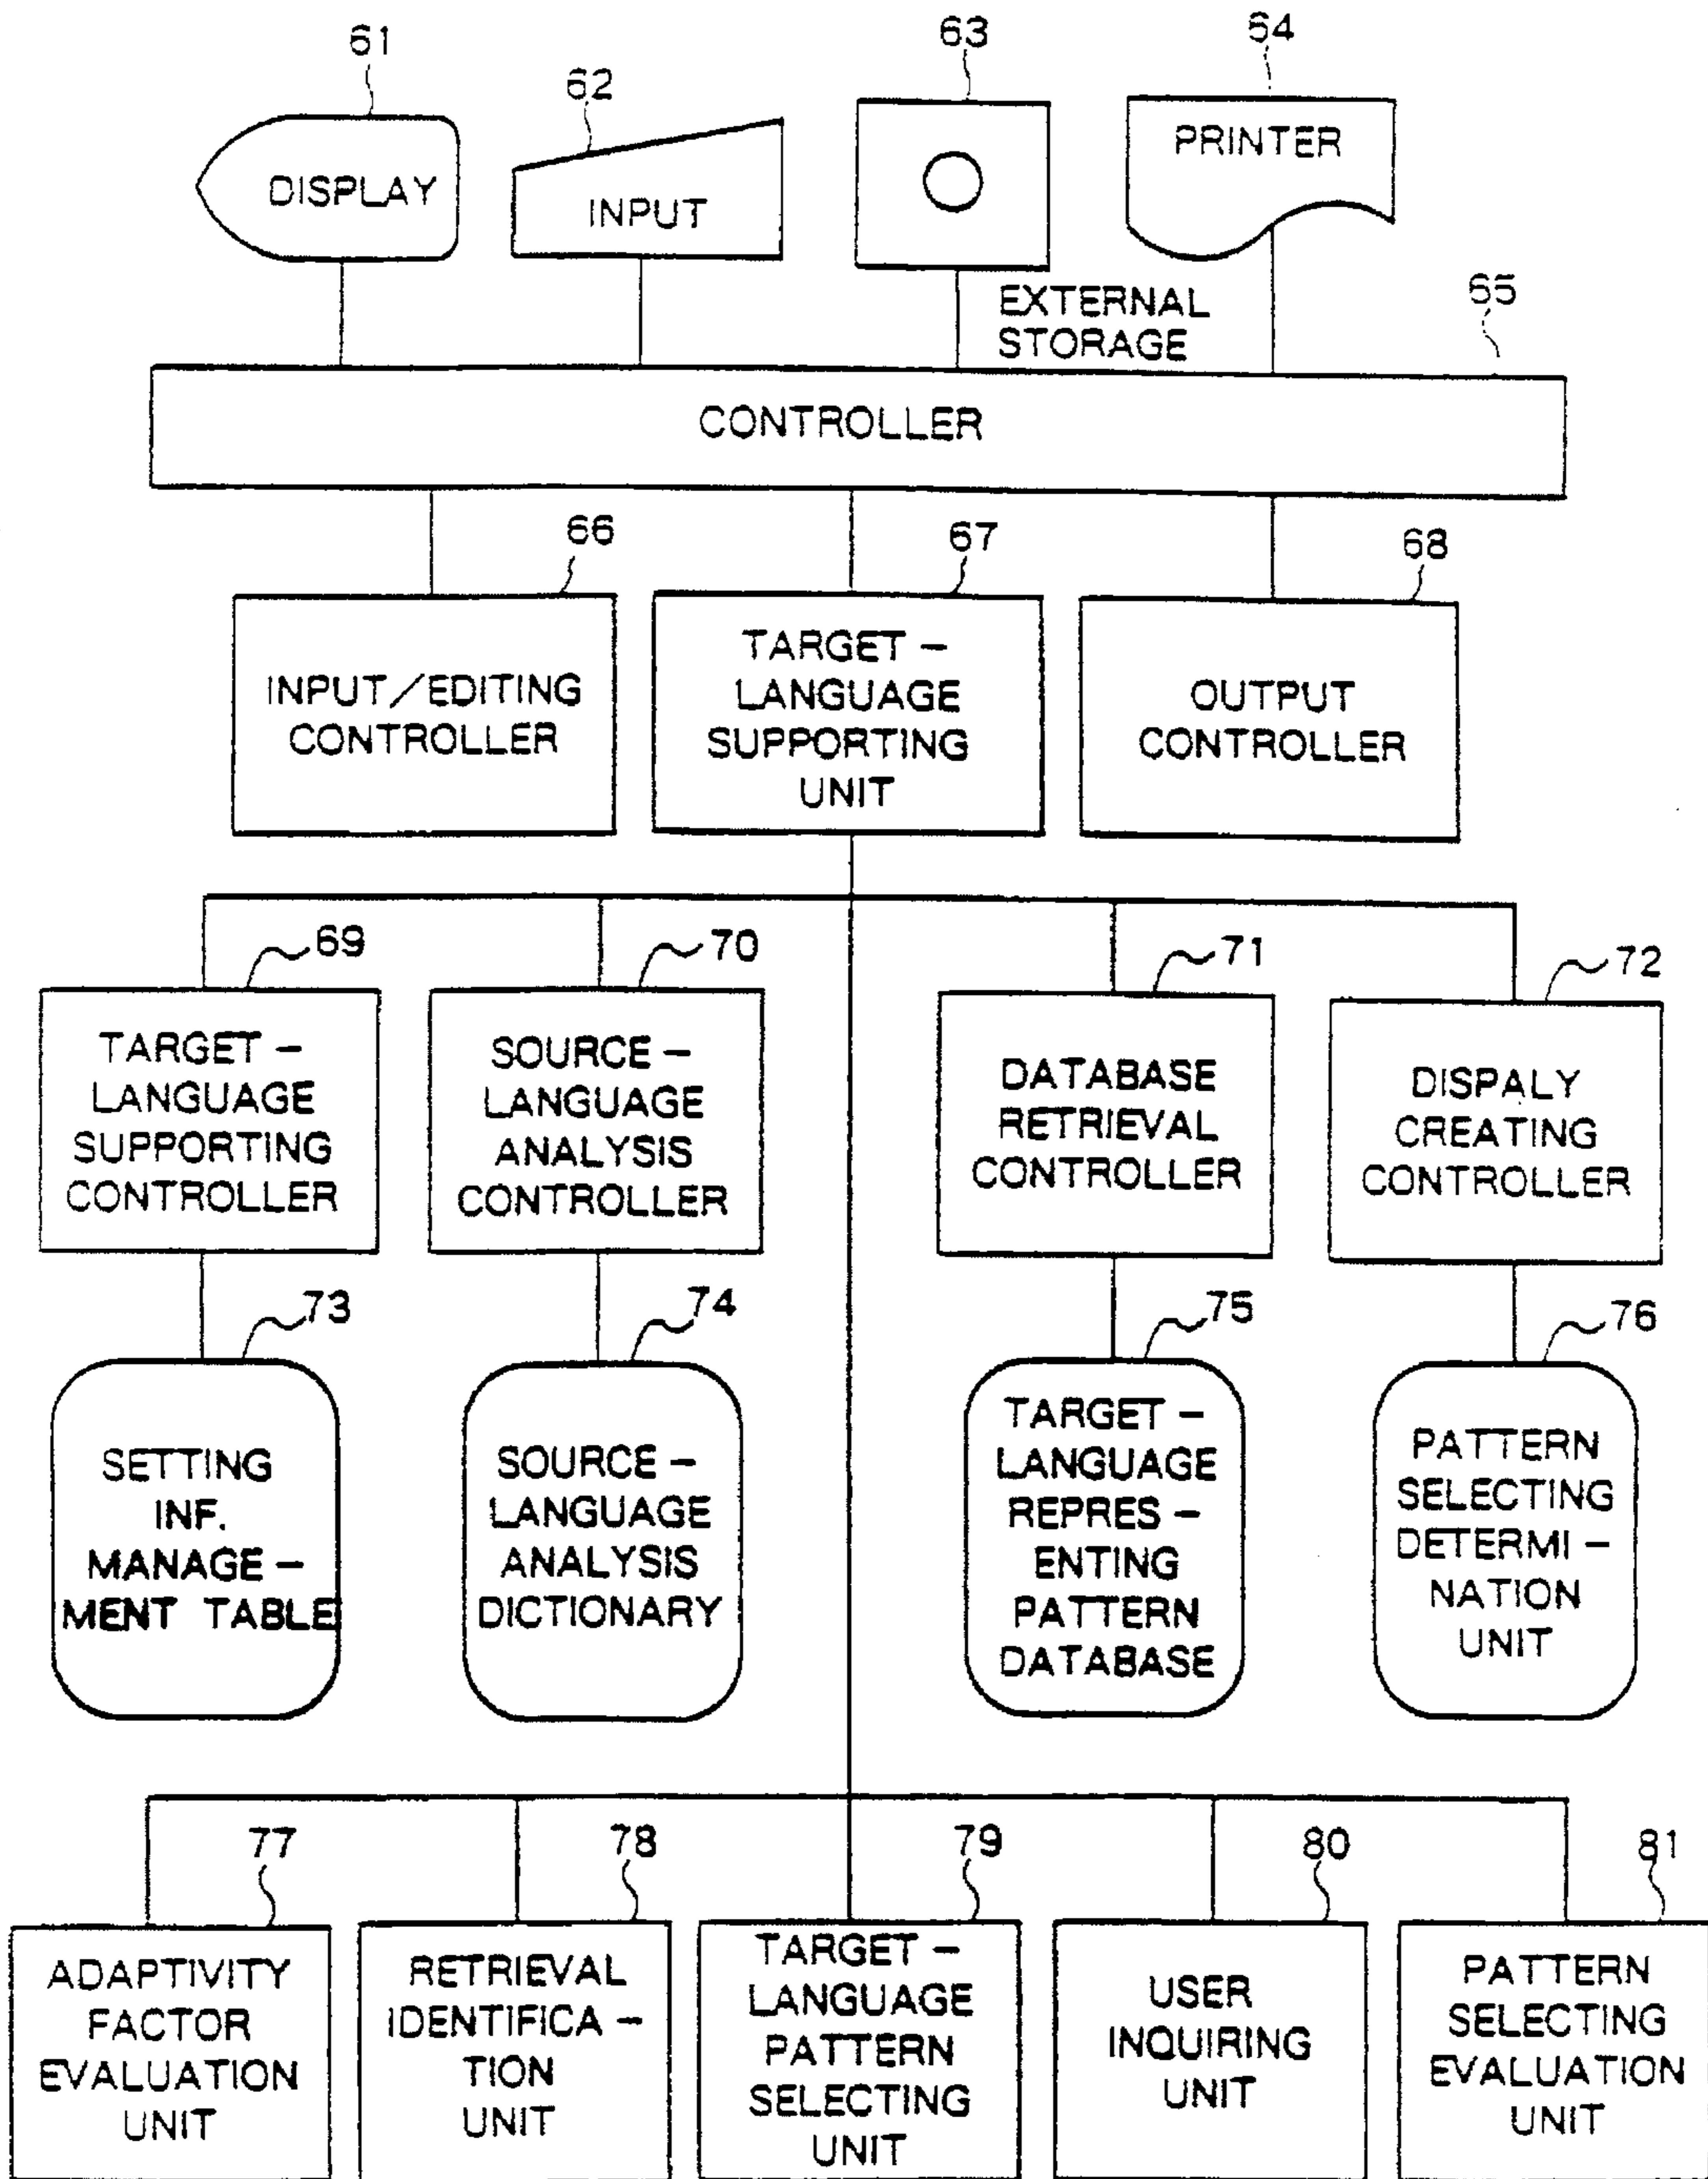 61
62
63
64
DISPLAY
INPUT
PRINTER
EXTERNAL
STORAGE
65
CONTROLLER
66
67
68
INPUT/EDITING
CONTROLLER
TARGET –
LANGUAGE
SUPPORTING
UNIT
OUTPUT
CONTROLLER
69
70
71
72
TARGET –
LANGUAGE
SUPPORTING
CONTROLLER
SOURCE –
LANGUAGE
ANALYSIS
CONTROLLER
DATABASE
RETRIEVAL
CONTROLLER
DISPALY
CREATING
CONTROLLER
73
74
75
76
SETTING
INF.
MANAGE –
MENT TABLE
SOURCE –
LANGUAGE
ANALYSIS
DICTIONARY
TARGET –
LANGUAGE
REPRES –
ENTING
PATTERN
DATABASE
PATTERN
SELECTING
DETERMI –
NATION
UNIT
77
78
79
80
81
ADAPTIVITY
FACTOR
EVALUATION
UNIT
RETRIEVAL
IDENTIFICA –
TION
UNIT
TARGET –
LANGUAGE
PATTERN
SELECTING
UNIT
USER
INQUIRING
UNIT
PATTERN
SELECTING
EVALUATION
UNIT